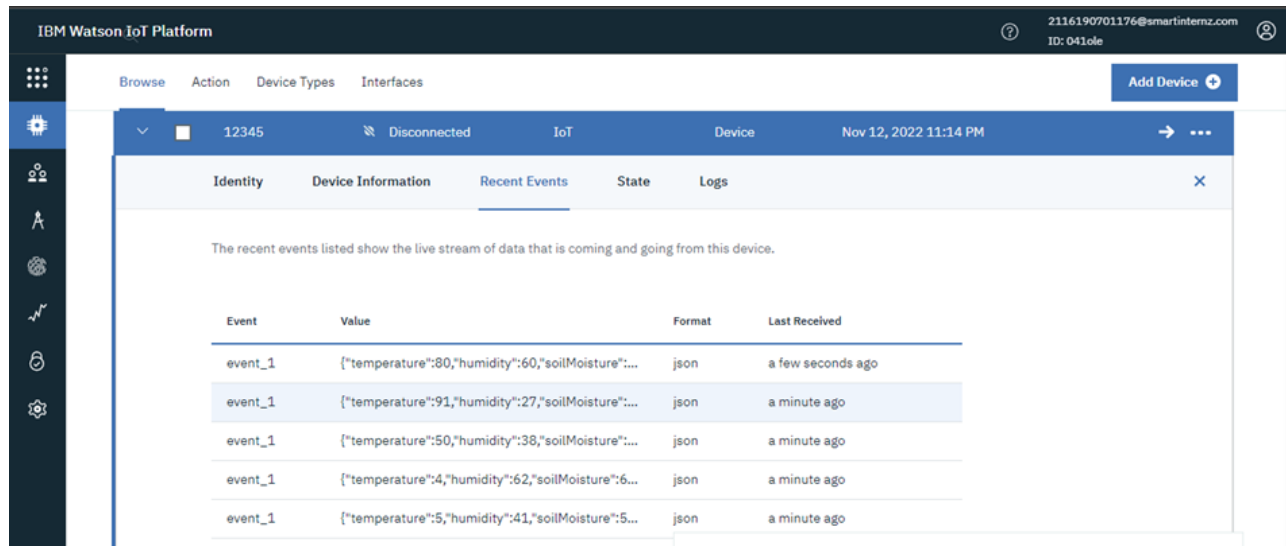 IBM Watson IoT Platform
2116190701176@smartinternz.com
ID: 041ole
Browse Action Device Types Interfaces
Add Device
12345 Disconnected IoT Device Nov 12, 2022 11:14 PM
Identity Device Information Recent Events State Logs
The recent events listed show the live stream of data that is coming and going from this device.
Event Value Format Last Received
event_1 {"temperature":80,"humidity":60,"soilMoisture":... json a few seconds ago
event_1 {"temperature":91,"humidity":27,"soilMoisture":... json a minute ago
event_1 {"temperature":50,"humidity":38,"soilMoisture":... json a minute ago
event_1 {"temperature":4,"humidity":62,"soilMoisture":6... json a minute ago
event_1 {"temperature":5,"humidity":41,"soilMoisture":5... json a minute ago